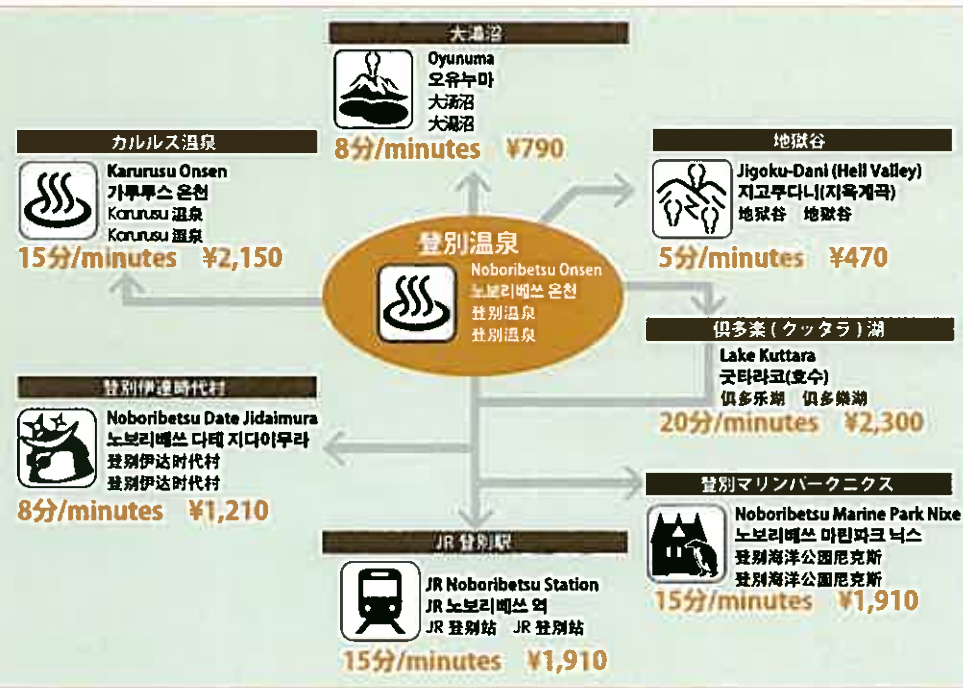 大湯沼
Oyunuma
오유누마
大汤沼
大湯沼
8分/minutes ¥790
カルルス温泉
Karurusu Onsen
가루루스 온천
Karurusu 温泉
Karurusu 温泉
15分/minutes ¥2,150
地獄谷
Jigoku-Dani (Hell Valley)
지고쿠다니(지옥계곡)
地狱谷 地獄谷
5分/minutes ¥470
登別温泉
Noboribetsu Onsen
노보리베쓰 온천
登别温泉
登別温泉
倶多楽(クッタラ)湖
Lake Kuttara
굿타라코(호수)
俱多乐湖 俱多樂湖
20分/minutes ¥2,300
登別伊達時代村
Noboribetsu Date Jidaimura
노보리베쓰 다테 지다이무라
登别伊达时代村
登别伊达时代村
8分/minutes ¥1,210
登別マリンパークニクス
Noboribetsu Marine Park Nixe
노보리베쓰 마린파크 닉스
登别海洋公园尼克斯
登別海洋公園尼克斯
15分/minutes ¥1,910
JR 登別駅
JR Noboribetsu Station
JR 노보리베쓰 역
JR 登别站 JR 登別站
15分/minutes ¥1,910